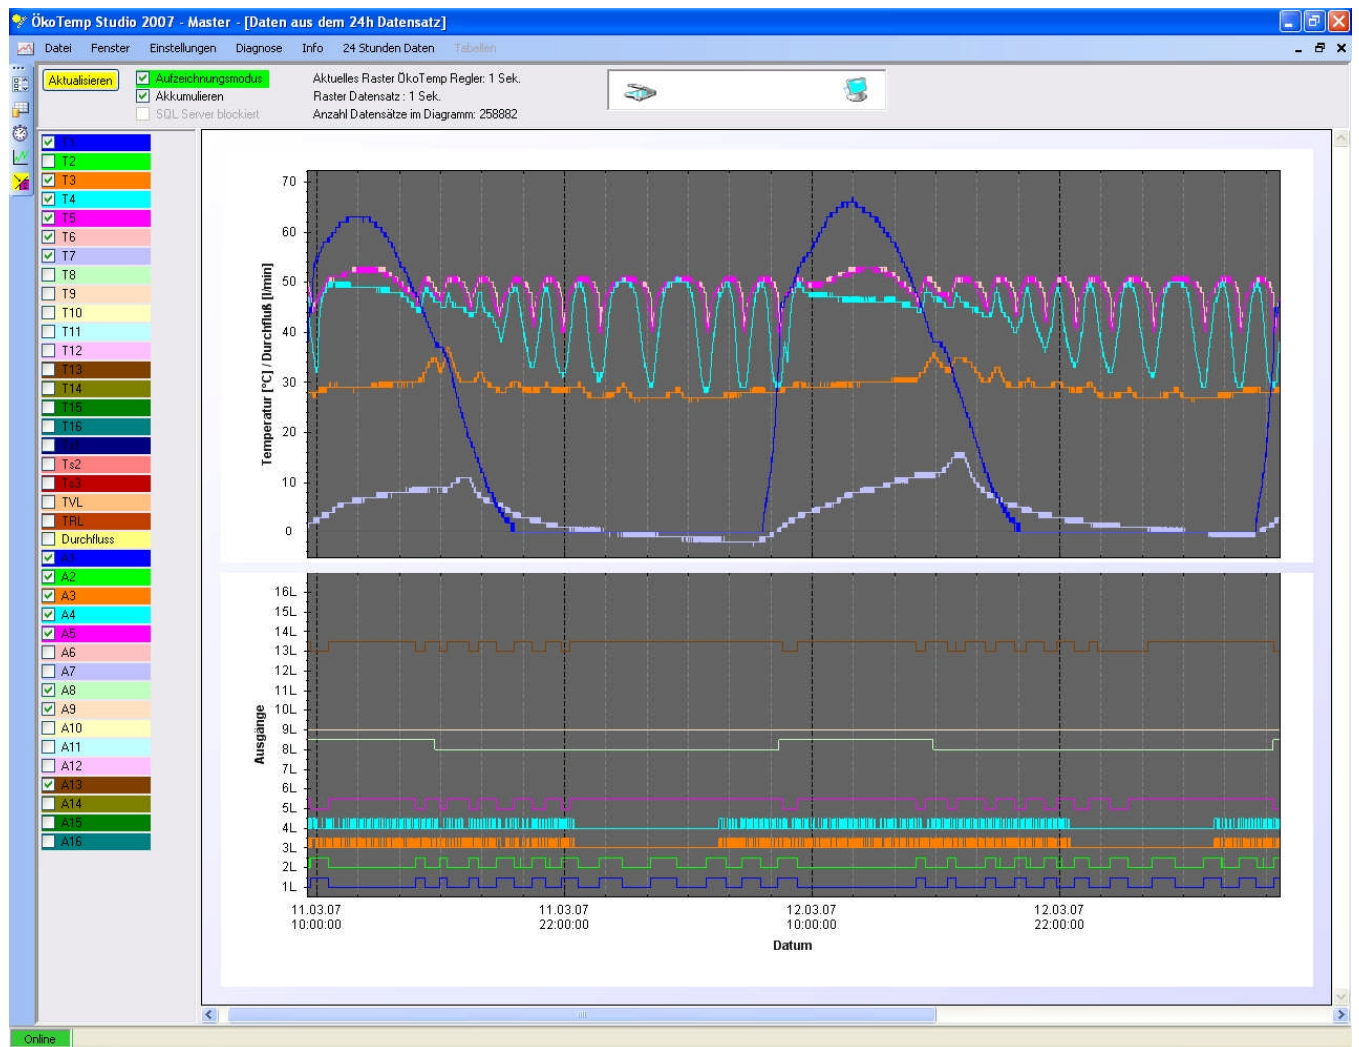 ÖkoTemp Studio 2007 - Master - [Daten aus dem 24h Datensatz]
Datei Fenster Einstellungen Diagnose Info 24 Stunden Daten Tabellen
Aktualisieren
Aufzeichnungsmodus
Akkumulieren
SQL Server blockiert
Aktuelles Raster ÖkoTemp Regler: 1 Sek.
Raster Datensatz : 1 Sek.
Anzahl Datensätze im Diagramm: 258882
T1
T2
T3
T4
T5
T6
T7
T8
T9
T10
T11
T12
T13
T14
T15
T16
Ts2
Ts3
TVL
TRL
Durchfluss
A1
A2
A3
A4
A5
A6
A7
A8
A9
A10
A11
A12
A13
A14
A15
A16
Temperatur [°C] / Durchfluß [l/min]
70
60
50
40
30
20
10
0
Ausgänge
16L
15L
14L
13L
12L
11L
10L
9L
8L
7L
6L
5L
4L
3L
2L
1L
11.03.07 11.03.07 12.03.07 12.03.07
10:00:00 22:00:00 10:00:00 22:00:00
Datum
Online